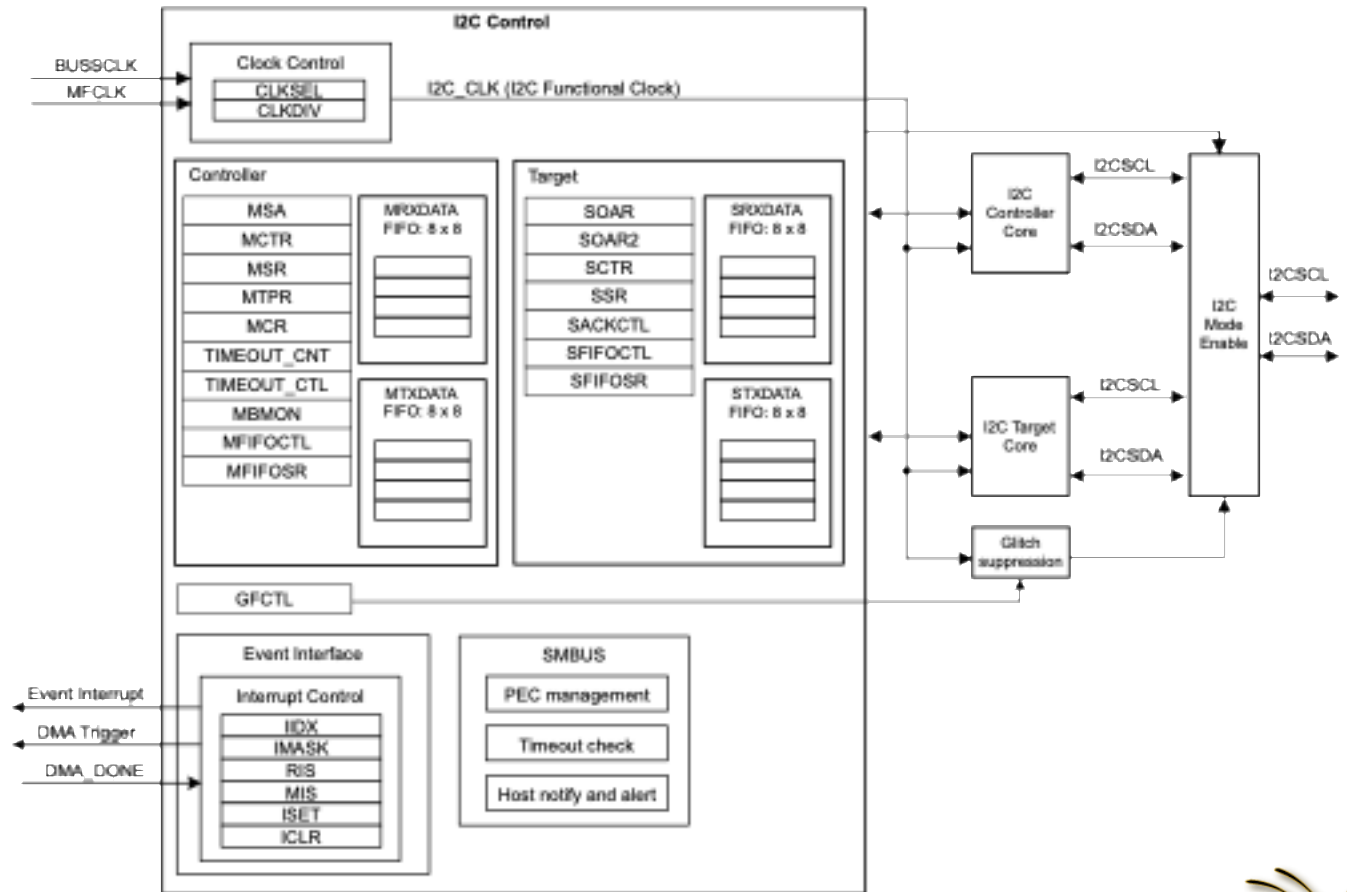 I2C Control
BUSSCLK
MFCLK
Clock Control
CLKSEL
CLKDIV
I2C_CLK (I2C Functional Clock)
Controller
MSA
MCTR
MSR
MTPR
MCR
TIMEOUT_CNT
TIMEOUT_CTL
MBMON
MFIFOCTL
MFIFOSR
MRXDATA
FIFO: 8 x 8
MTXDATA
FIFO: 8 x 8
Target
SOAR
SOAR2
SCTR
SSR
SACKCTL
SFIFOCTL
SFIFOSR
SRXDATA
FIFO: 8 x 8
STXDATA
FIFO: 8 x 8
I2C
Controller
Core
I2CSCL
I2CSDA
I2C Target
Core
I2CSCL
I2CSDA
Glitch
suppression
I2C
Mode
Enable
I2CSCL
I2CSDA
GFCTL
Event Interface
Interrupt Control
IIDX
IMASK
RIS
MIS
ISET
ICLR
Event Interrupt
DMA Trigger
DMA_DONE
SMBUS
PEC management
Timeout check
Host notify and alert